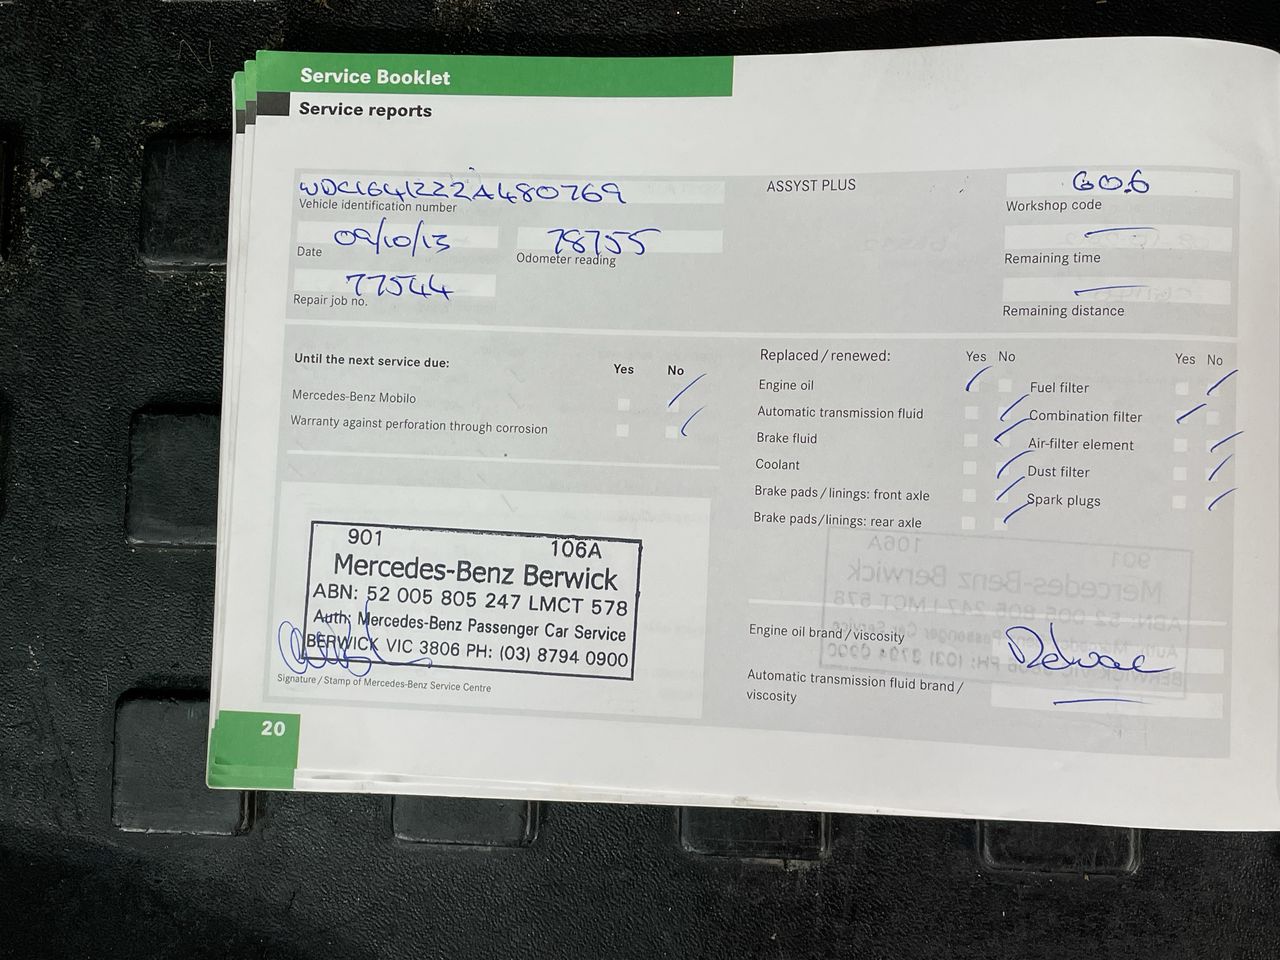 Service Booklet
Service reports
WDC1641222A480769
Vehicle identification number
09/10/13
Date
78755
Odometer reading
77544
Repair job no.
ASSYST PLUS
606
Workshop code
Remaining time
Remaining distance
Until the next service due:
Yes No
Mercedes-Benz Mobilo
Warranty against perforation through corrosion
Replaced / renewed:
Yes No
Engine oil
Automatic transmission fluid
Brake fluid
Coolant
Brake pads / linings: front axle
Brake pads/linings: rear axle
Yes No
Fuel filter
Combination filter
Air-filter element
Dust filter
Spark plugs
901 106A
Mercedes-Benz Berwick
ABN: 52 005 805 247 LMCT 578
Auth; Mercedes-Benz Passenger Car Service
BERWICK VIC 3806 PH: (03) 8794 0900
Signature / Stamp of Mercedes-Benz Service Centre
Engine oil brand / viscosity
Automatic transmission fluid brand /
viscosity
20